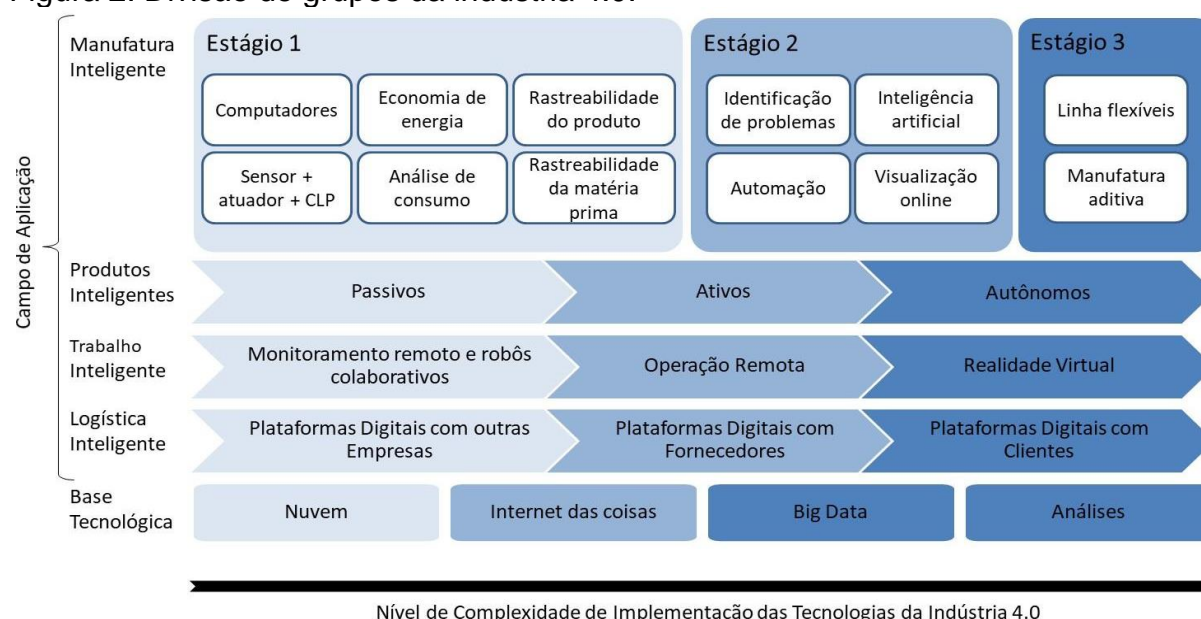 Figura 2: Divisão de grupos da Indústria 4.0.
Manufatura
Inteligente
Estágio 1
Computadores
Economia de
energia
Rastreabilidade
do produto
Sensor +
atuador + CLP
Análise de
consumo
Rastreabilidade
da matéria
prima
Estágio 2
Identificação
de problemas
Inteligência
artificial
Automação
Visualização
online
Estágio 3
Linha flexíveis
Manufatura
aditiva
Campo de Aplicação
Produtos
Inteligentes
Passivos
Ativos
Autônomos
Trabalho
Inteligente
Monitoramento remoto e robôs
colaborativos
Operação Remota
Realidade Virtual
Logística
Inteligente
Plataformas Digitais com outras
Empresas
Plataformas Digitais com
Fornecedores
Plataformas Digitais com
Clientes
Base
Tecnológica
Nuvem
Internet das coisas
Big Data
Análises
Nível de Complexidade de Implementação das Tecnologias da Indústria 4.0